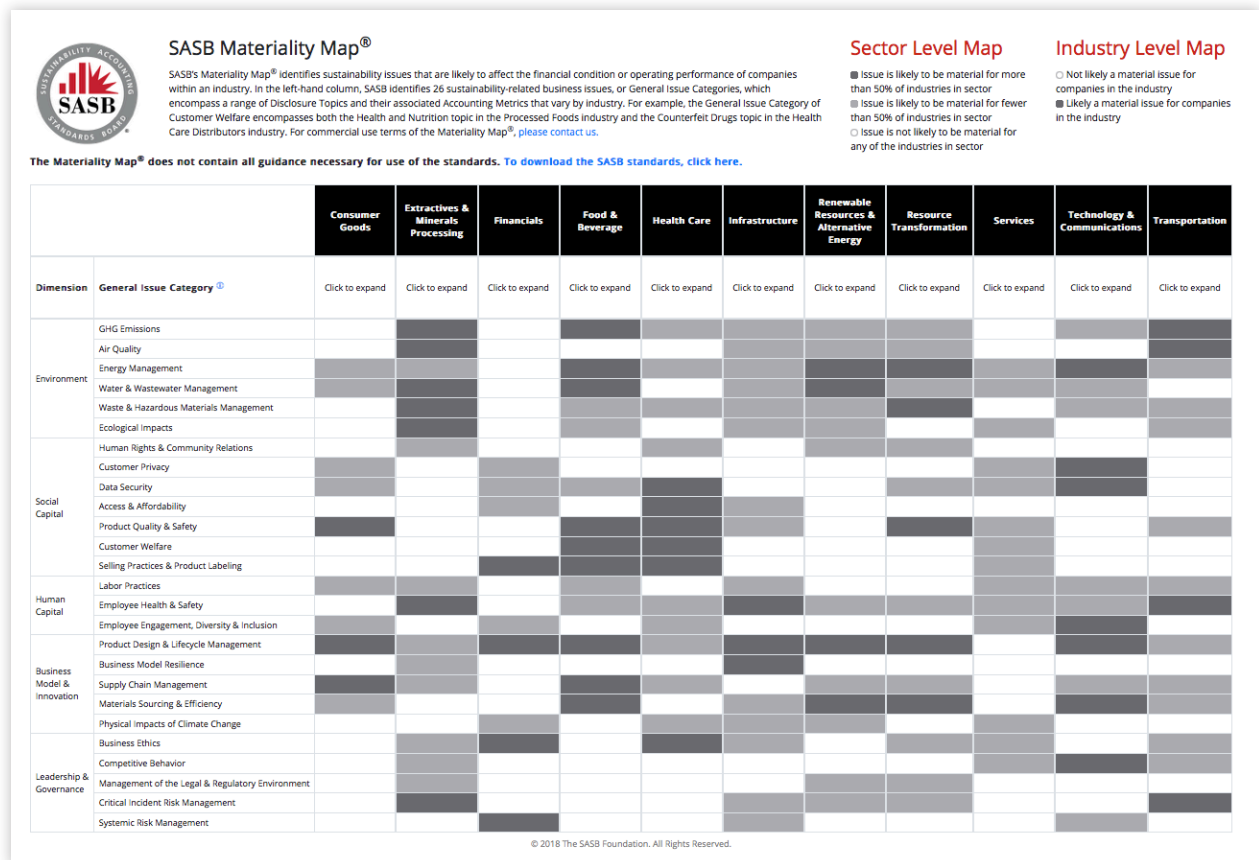 SUSTAINABILITY ACCOUNTING
SASB
STANDARDS BOARD
SASB Materiality Map®
SASB's Materiality Map® identifies sustainability issues that are likely to affect the financial condition or operating performance of companies
within an industry. In the left-hand column, SASB identifies 26 sustainability-related business issues, or General Issue Categories, which
encompass a range of Disclosure Topics and their associated Accounting Metrics that vary by industry. For example, the General Issue Category of
Customer Welfare encompasses both the Health and Nutrition topic in the Processed Foods industry and the Counterfeit Drugs topic in the Health
Care Distributors industry. For commercial use terms of the Materiality Map®, please contact us.
Sector Level Map
Issue is likely to be material for more
than 50% of industries in sector
Issue is likely to be material for fewer
than 50% of industries in sector
Issue is not likely to be material for
any of the industries in sector
Industry Level Map
Not likely a material issue for
companies in the industry
Likely a material issue for companies
in the industry
The Materiality Map® does not contain all guidance necessary for use of the standards. To download the SASB standards, click here.
Consumer
Goods
Extractives &
Minerals
Processing
Financials
Food &
Beverage
Health Care
Infrastructure
Renewable
Resources &
Alternative
Energy
Resource
Transformation
Services
Technology &
Communications
Transportation
Dimension
General Issue Category ⓘ
Click to expand
Click to expand
Click to expand
Click to expand
Click to expand
Click to expand
Click to expand
Click to expand
Click to expand
Click to expand
Click to expand
Environment
GHG Emissions
Air Quality
Energy Management
Water & Wastewater Management
Waste & Hazardous Materials Management
Ecological Impacts
Social
Capital
Human Rights & Community Relations
Customer Privacy
Data Security
Access & Affordability
Product Quality & Safety
Customer Welfare
Selling Practices & Product Labeling
Human
Capital
Labor Practices
Employee Health & Safety
Employee Engagement, Diversity & Inclusion
Business
Model &
Innovation
Product Design & Lifecycle Management
Business Model Resilience
Supply Chain Management
Materials Sourcing & Efficiency
Physical Impacts of Climate Change
Leadership &
Governance
Business Ethics
Competitive Behavior
Management of the Legal & Regulatory Environment
Critical Incident Risk Management
Systemic Risk Management
© 2018 The SASB Foundation. All Rights Reserved.